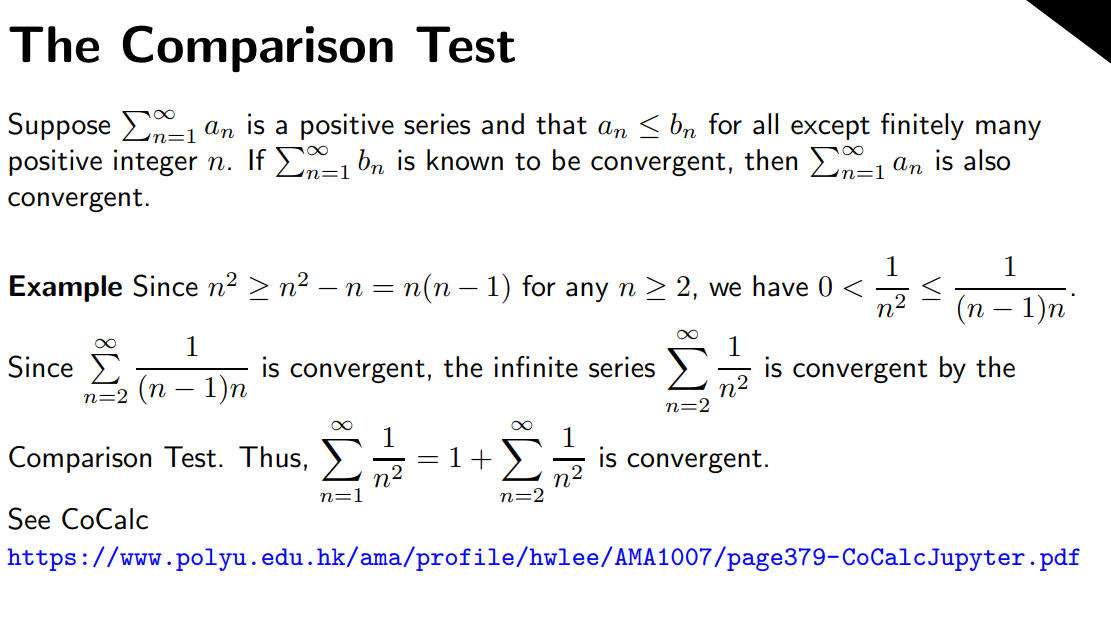 The Comparison Test
Suppose $\sum_{n=1}^{\infty} a_n$ is a positive series and that $a_n \leq b_n$ for all except finitely many
positive integer $n$. If $\sum_{n=1}^{\infty} b_n$ is known to be convergent, then $\sum_{n=1}^{\infty} a_n$ is also
convergent.
Example Since $n^2 \geq n^2 - n = n(n-1)$ for any $n \geq 2$, we have $0 < \frac{1}{n^2} \leq \frac{1}{(n-1)n}$.
Since $\sum_{n=2}^{\infty} \frac{1}{(n-1)n}$ is convergent, the infinite series $\sum_{n=2}^{\infty} \frac{1}{n^2}$ is convergent by the
Comparison Test. Thus, $\sum_{n=1}^{\infty} \frac{1}{n^2} = 1 + \sum_{n=2}^{\infty} \frac{1}{n^2}$ is convergent.
See CoCalc
https://www.polyu.edu.hk/ama/profile/hwlee/AMA1007/page379-CoCalcJupyter.pdf